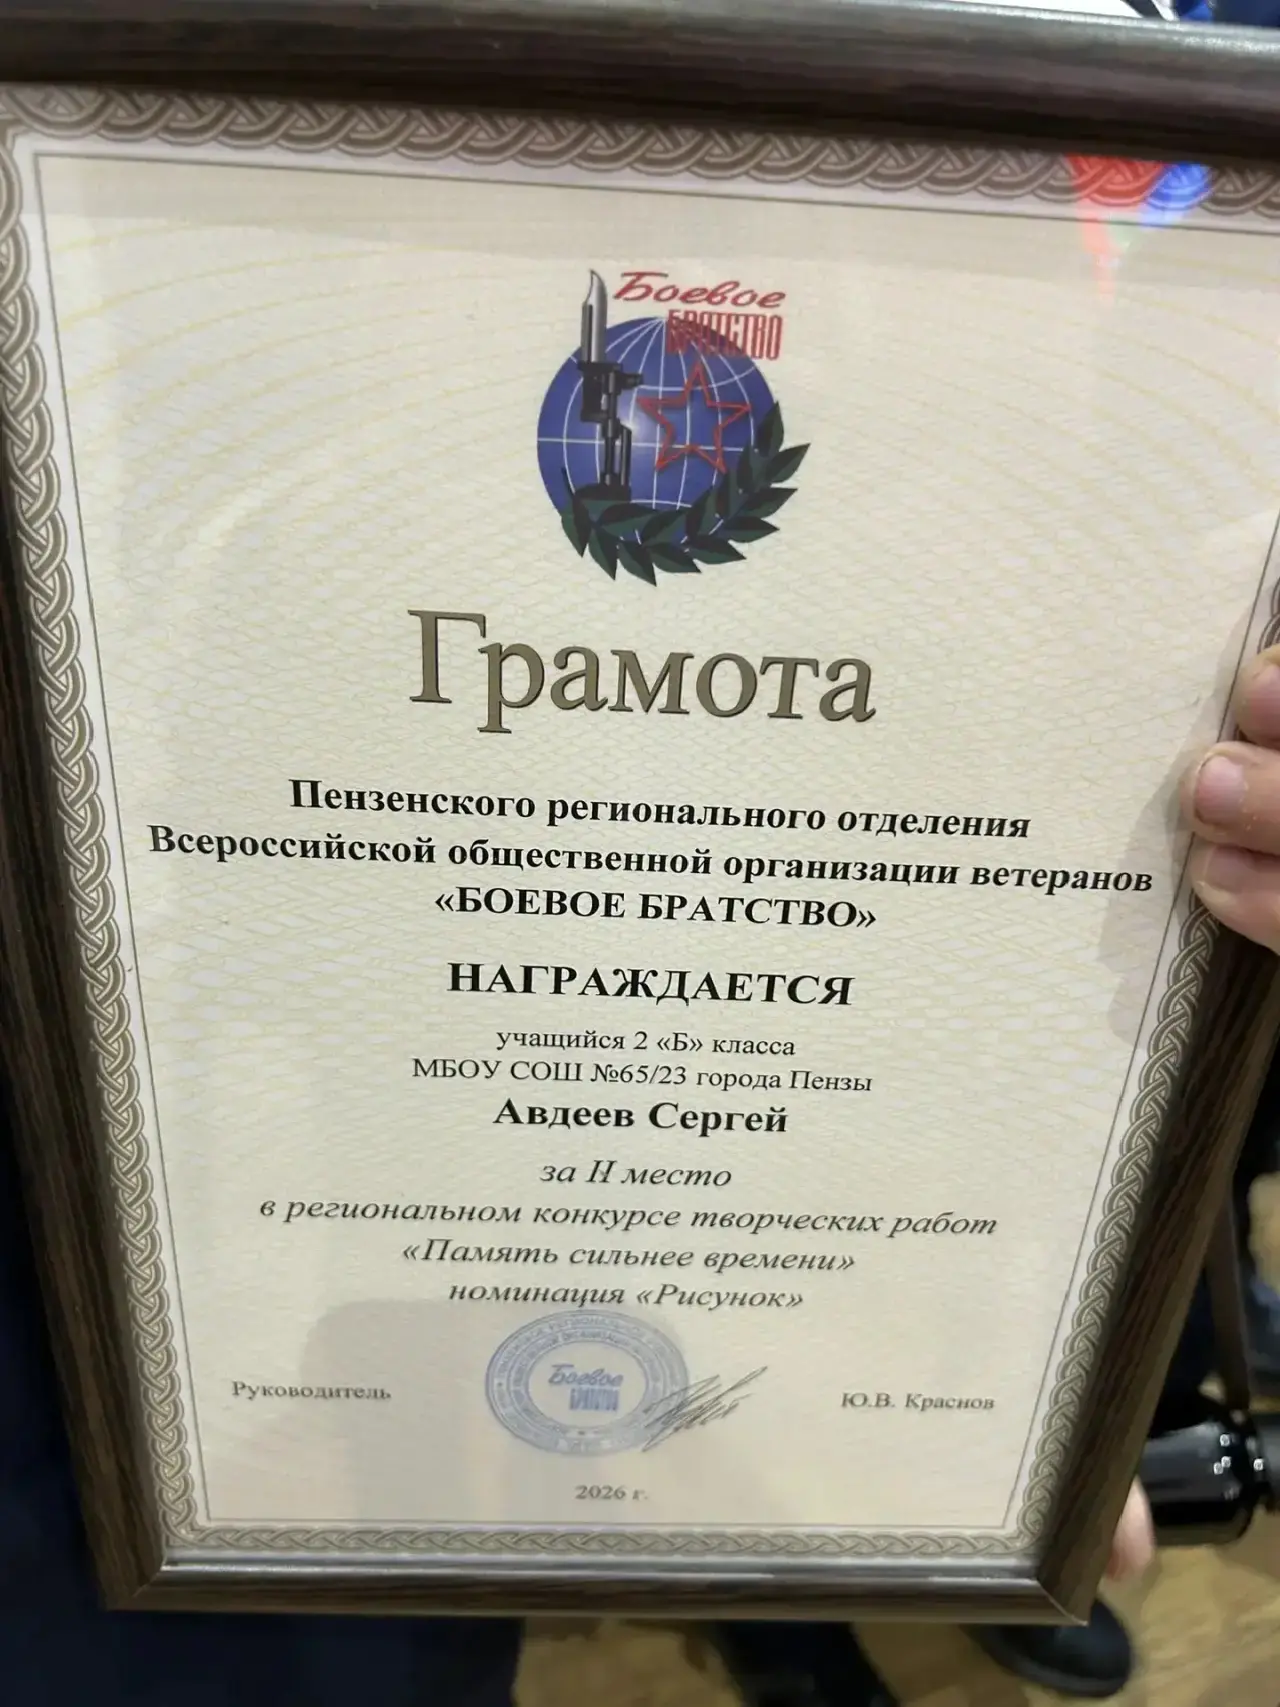 Боевое
БРАТСТВО
Грамота
Пензенского регионального отделения
Всероссийской общественной организации ветеранов
«БОЕВОЕ БРАТСТВО»
НАГРАЖДАЕТСЯ
учащийся 2 «Б» класса
МБОУ СОШ №65/23 города Пензы
Авдеев Сергей
за II место
в региональном конкурсе творческих работ
«Память сильнее времени»
номинация «Рисунок»
Боевое
БРАТСТВО
Руководитель
Ю.В. Краснов
2026 г.